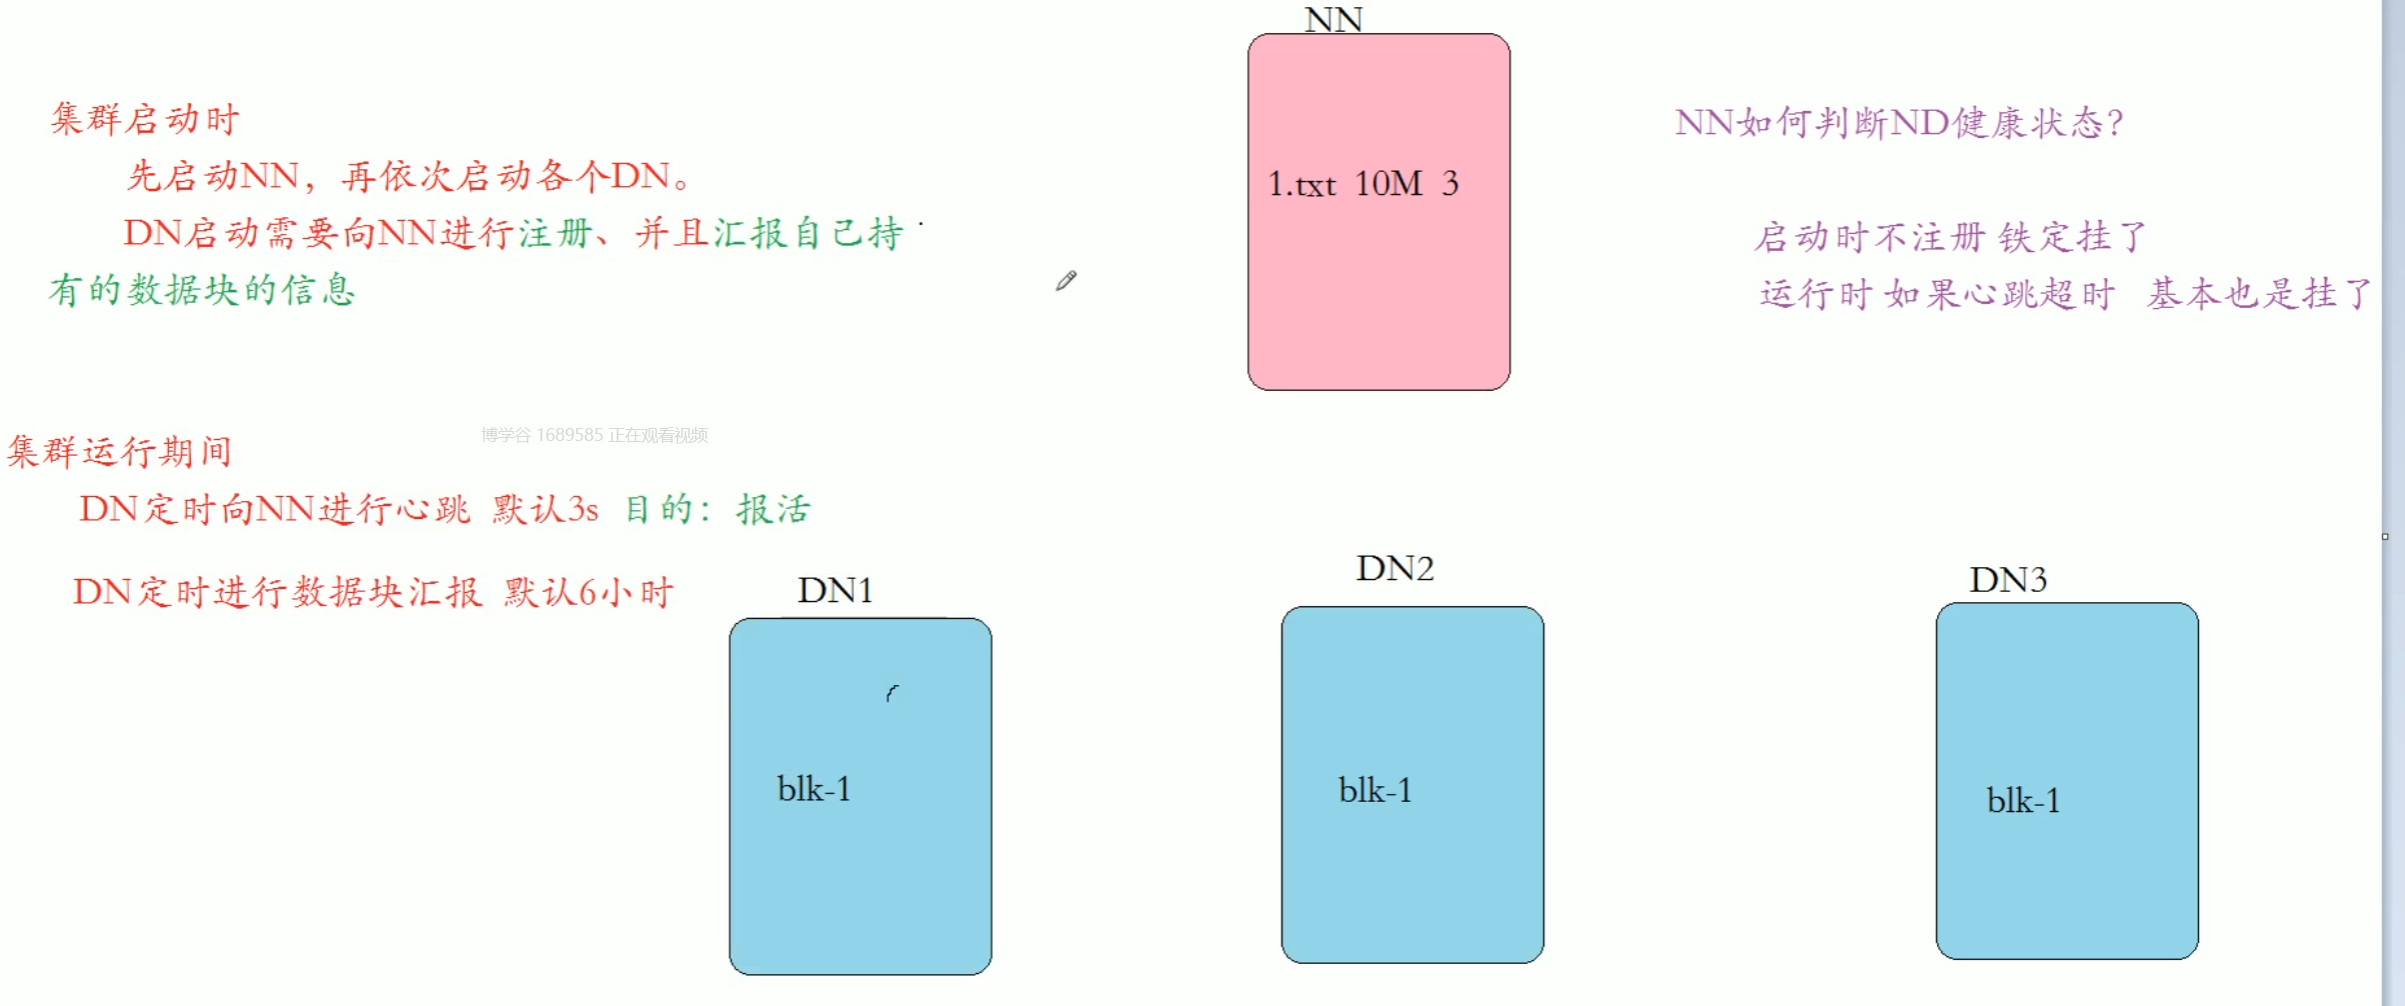 NN
集群启动时
先启动NN，再依次启动各个DN。
DN启动需要向NN进行注册、并且汇报自己持
有的数据块的信息
1.txt 10M 3
NN如何判断ND健康状态？
启动时不注册 铁定挂了
运行时 如果心跳超时 基本也是挂了
博学谷 1689585 正在观看视频
集群运行期间
DN定时向NN进行心跳 默认3s 目的：报活
DN定时进行数据块汇报 默认6小时
DN1
DN2
DN3
blk-1
blk-1
blk-1